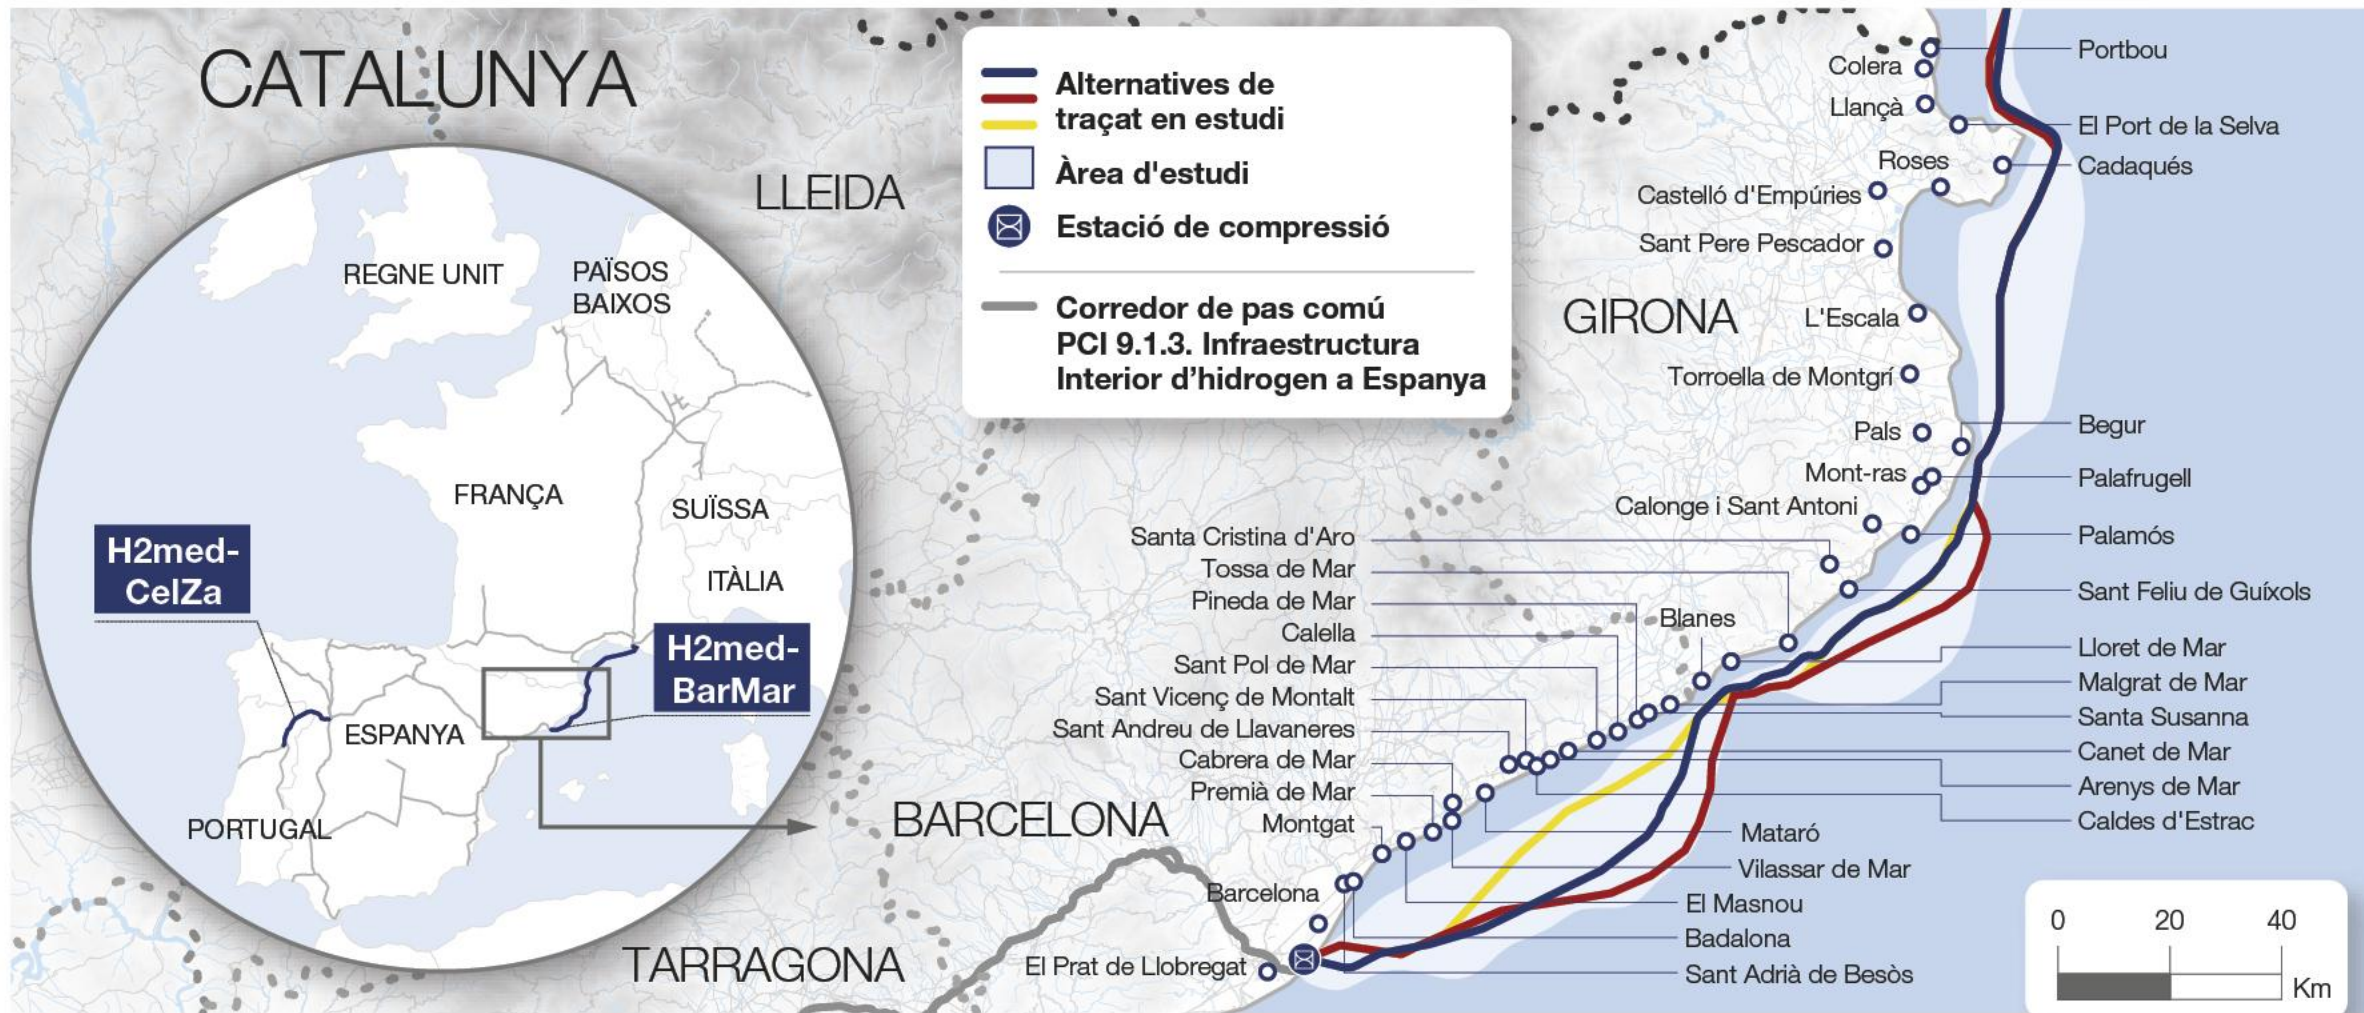 CATALUNYA
LLEIDA
GIRONA
BARCELONA
TARRAGONA
REGNE UNIT
PAÏSOS
BAIXOS
FRANÇA
SUÏSSA
ITÀLIA
ESPANYA
PORTUGAL
H2med-
CelZa
H2med-
BarMar
Alternatives de
traçat en estudi
Àrea d'estudi
Estació de compressió
Corredor de pas comú
PCI 9.1.3. Infraestructura
Interior d’hidrogen a Espanya
Colera
Llançà
Roses
Castelló d'Empúries
Sant Pere Pescador
L'Escala
Torroella de Montgrí
Pals
Mont-ras
Calonge i Sant Antoni
Santa Cristina d'Aro
Tossa de Mar
Pineda de Mar
Blanes
Calella
Sant Pol de Mar
Sant Vicenç de Montalt
Sant Andreu de Llavaneres
Cabrera de Mar
Premià de Mar
Montgat
Barcelona
El Prat de Llobregat
Portbou
El Port de la Selva
Cadaqués
Begur
Palafrugell
Palamós
Sant Feliu de Guíxols
Lloret de Mar
Malgrat de Mar
Santa Susanna
Canet de Mar
Arenys de Mar
Caldes d'Estrac
Mataró
Vilassar de Mar
El Masnou
Badalona
Sant Adrià de Besòs
0 20 40
Km